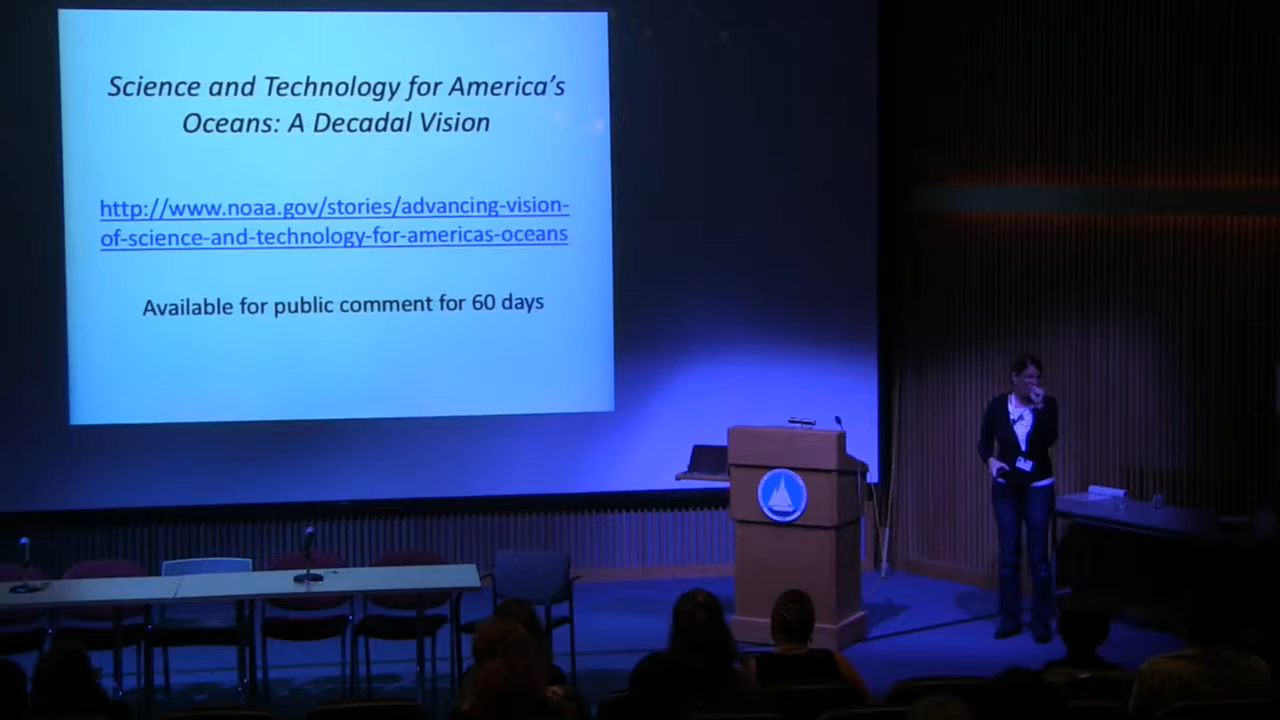 Science and Technology for America's
Oceans: A Decadal Vision
http://www.noaa.gov/stories/advancing-vision-
of-science-and-technology-for-americas-oceans
Available for public comment for 60 days